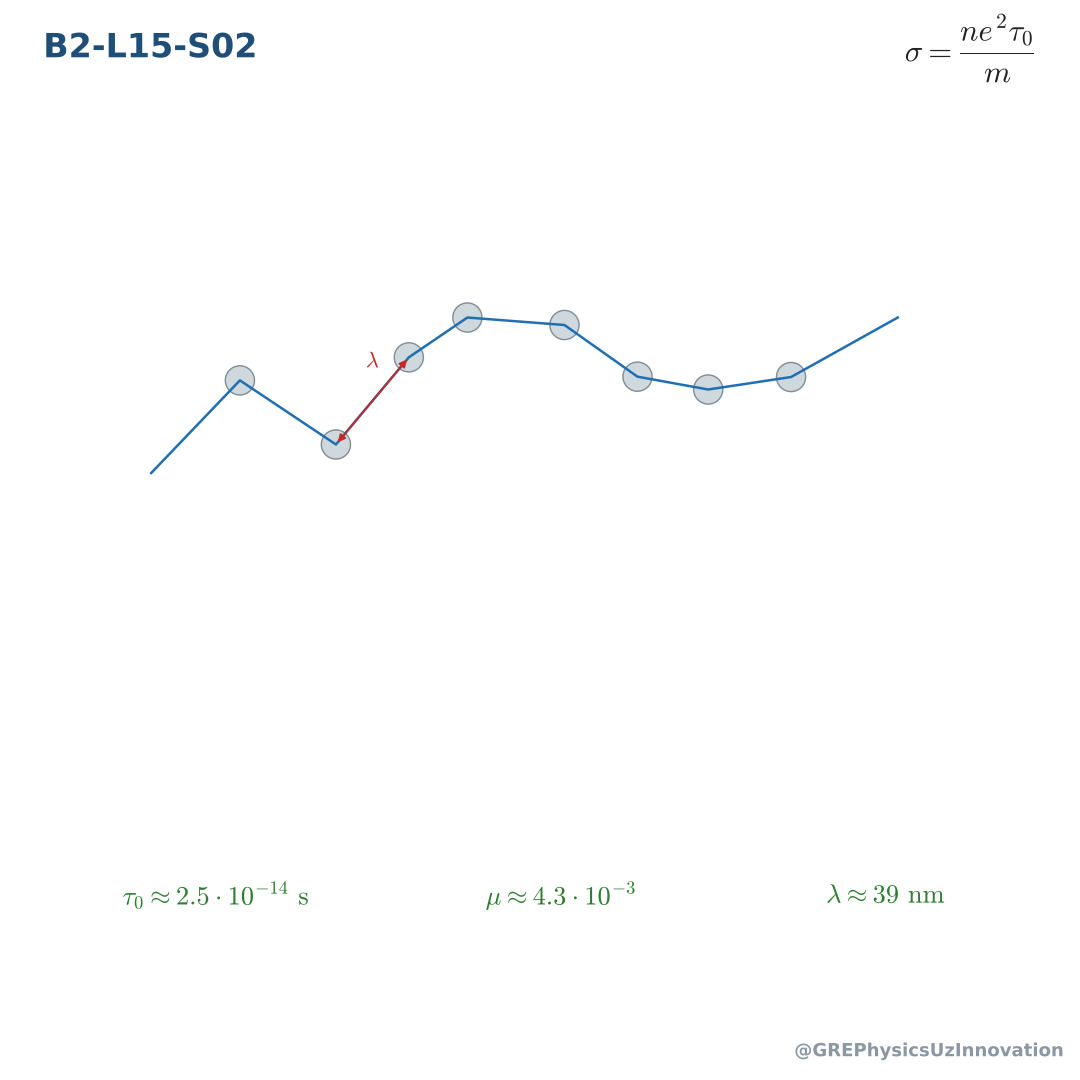 B2-L15-S02
σ = ne²τ₀/m
λ
τ₀ ≈ 2.5 · 10⁻¹⁴ s
μ ≈ 4.3 · 10⁻³
λ ≈ 39 nm
@GREPhysicsUzInnovation